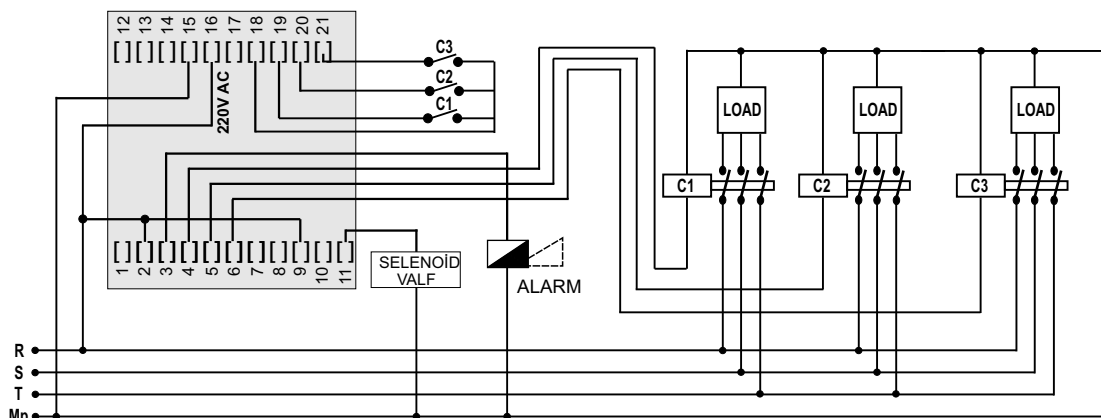 12 13 14 15 16 17 18 19 20 21
220V AC
C3
C2
C1
LOAD LOAD LOAD
C1 C2 C3
1 2 3 4 5 6 7 8 9 10 11
SELENOİD
VALF
ALARM
R
S
T
Mp